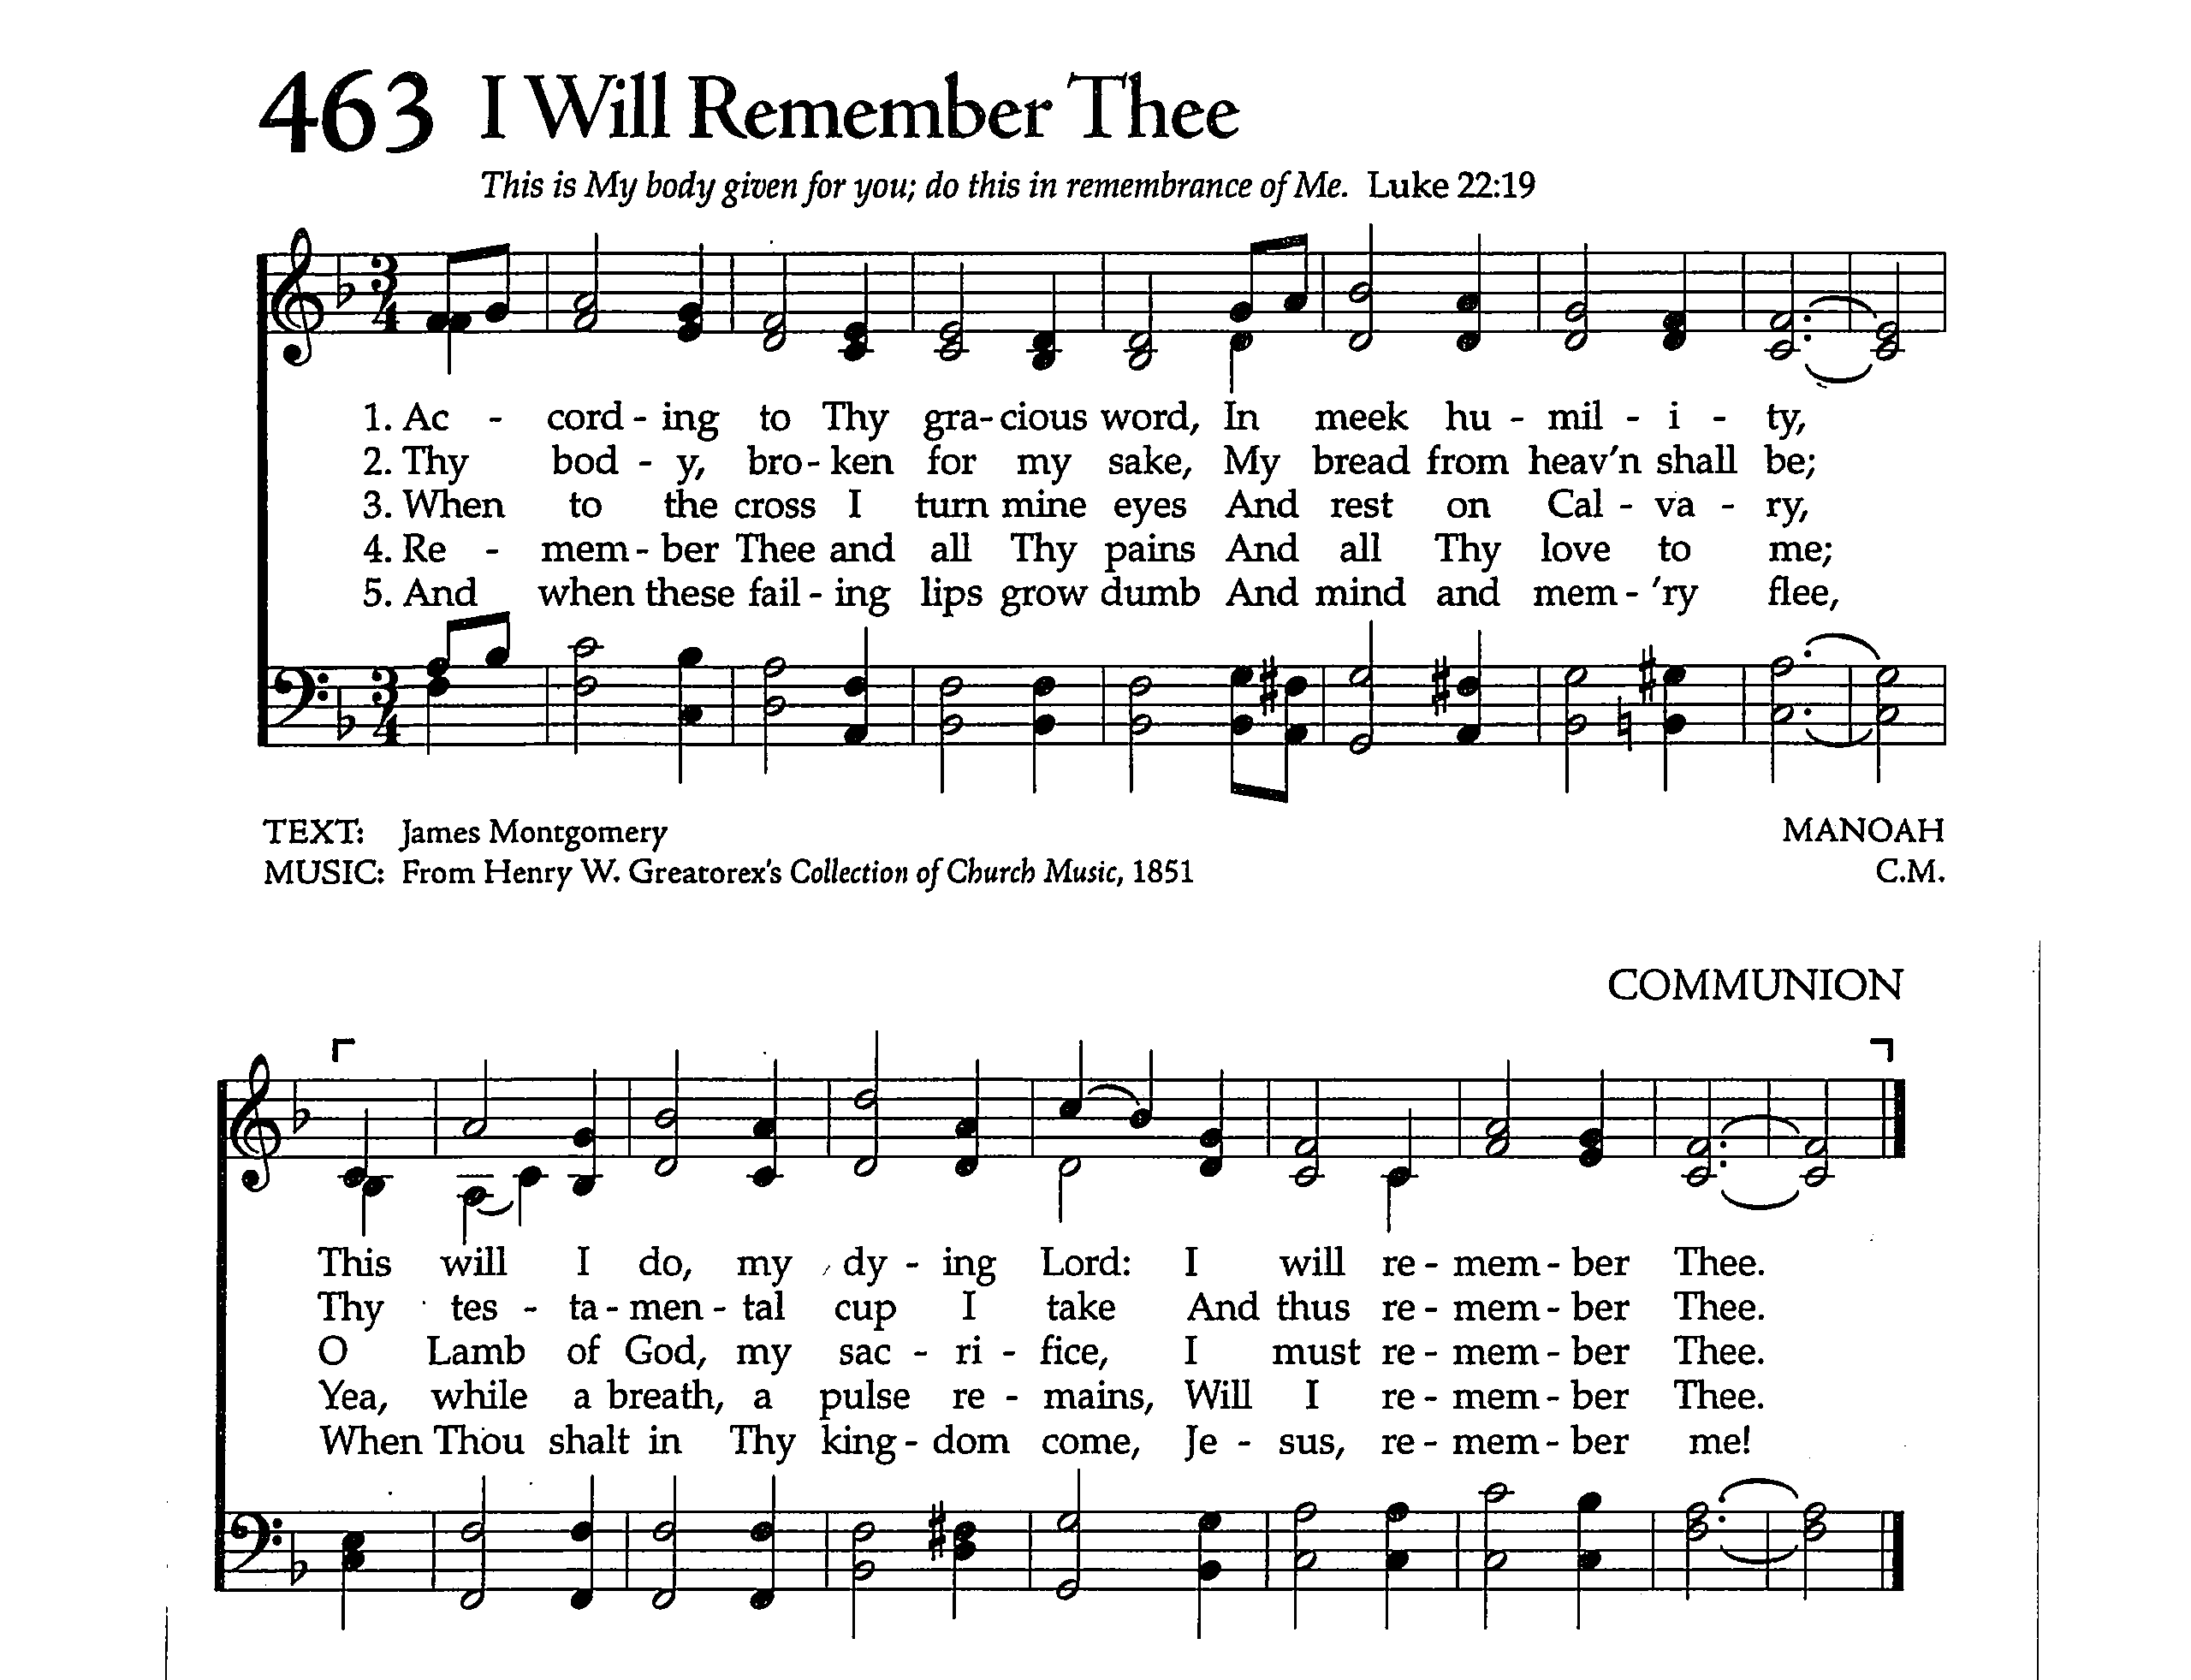 463 I Will Remember Thee
This is My body given for you; do this in remembrance of Me. Luke 22:19
3
4
1. Ac - cord - ing to Thy gra - cious word, In meek hu - mil - i - ty,
2. Thy bod - y, bro - ken for my sake, My bread from heav'n shall be;
3. When to the cross I turn mine eyes And rest on Cal - va - ry,
4. Re - mem - ber Thee and all Thy pains And all Thy love to me;
5. And when these fail - ing lips grow dumb And mind and mem - 'ry flee,
3
4
TEXT: James Montgomery MANOAH
MUSIC: From Henry W. Greatorex's Collection of Church Music, 1851 C.M.
COMMUNION
This will I do, my dy - ing Lord: I will re - mem - ber Thee.
Thy tes - ta - men - tal cup I take And thus re - mem - ber Thee.
O Lamb of God, my sac - ri - fice, I must re - mem - ber Thee.
Yea, while a breath, a pulse re - mains, Will I re - mem - ber Thee.
When Thou shalt in Thy king - dom come, Je - sus, re - mem - ber me!